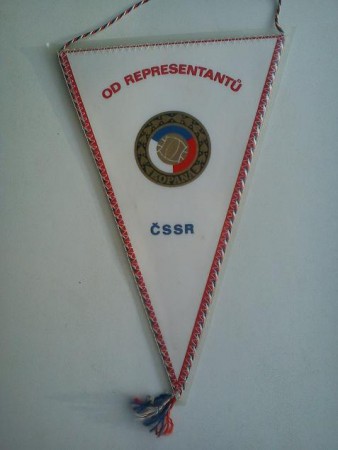 OD REPRESENTANTŮ
KOPANÁ
ČSSR